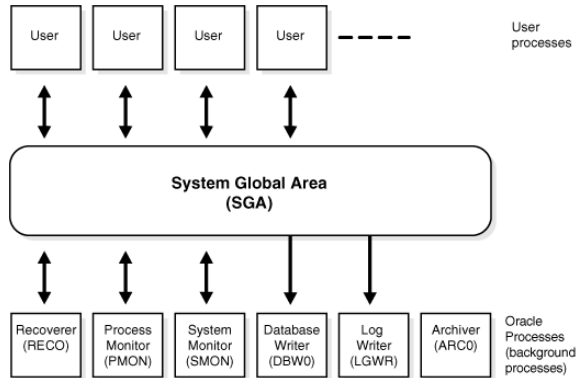 User
User
User
User
User
processes
System Global Area
(SGA)
Recoverer
(RECO)
Process
Monitor
(PMON)
System
Monitor
(SMON)
Database
Writer
(DBW0)
Log
Writer
(LGWR)
Archiver
(ARC0)
Oracle
Processes
(background
processes)